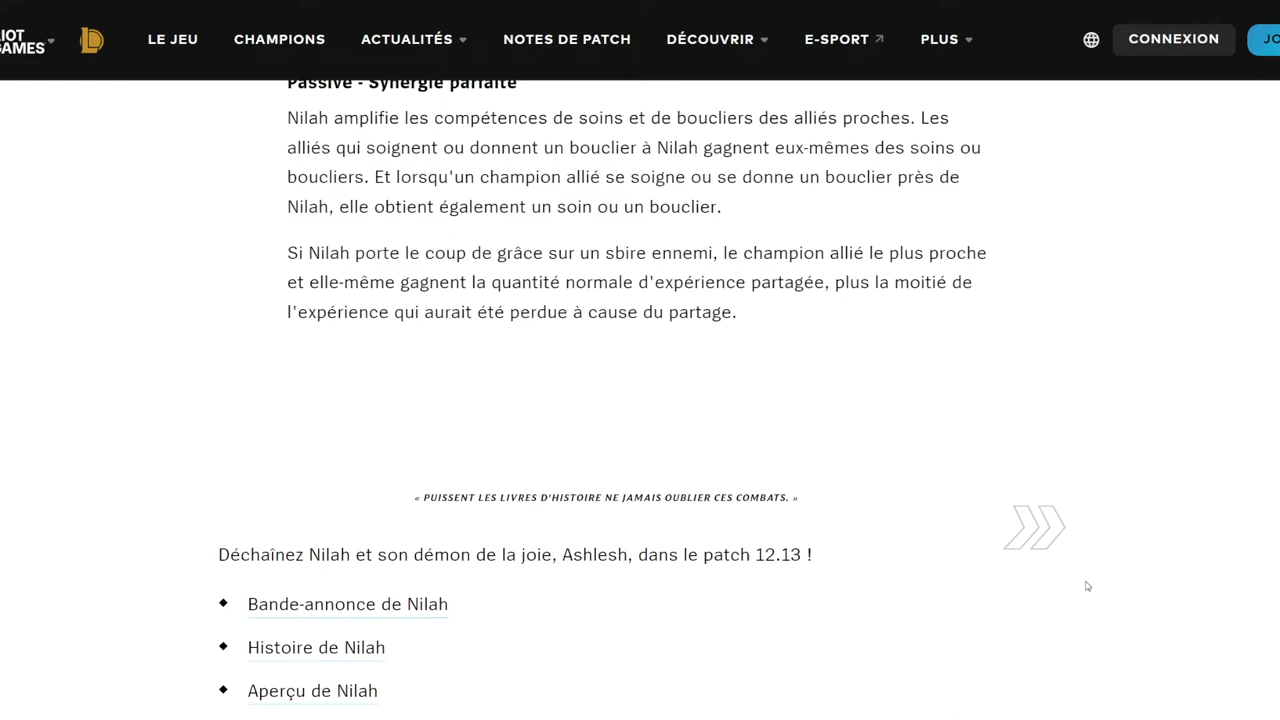 RIOT GAMES
LE JEU
CHAMPIONS
ACTUALITÉS
NOTES DE PATCH
DÉCOUVRIR
E-SPORT
PLUS
CONNEXION
JO
Passive - Synergie parfaite
Nilah amplifie les compétences de soins et de boucliers des alliés proches. Les
alliés qui soignent ou donnent un bouclier à Nilah gagnent eux-mêmes des soins ou
boucliers. Et lorsqu'un champion allié se soigne ou se donne un bouclier près de
Nilah, elle obtient également un soin ou un bouclier.
Si Nilah porte le coup de grâce sur un sbire ennemi, le champion allié le plus proche
et elle-même gagnent la quantité normale d'expérience partagée, plus la moitié de
l'expérience qui aurait été perdue à cause du partage.
« PUISSENT LES LIVRES D'HISTOIRE NE JAMAIS OUBLIER CES COMBATS. »
Déchaînez Nilah et son démon de la joie, Ashlesh, dans le patch 12.13 !
Bande-annonce de Nilah
Histoire de Nilah
Aperçu de Nilah